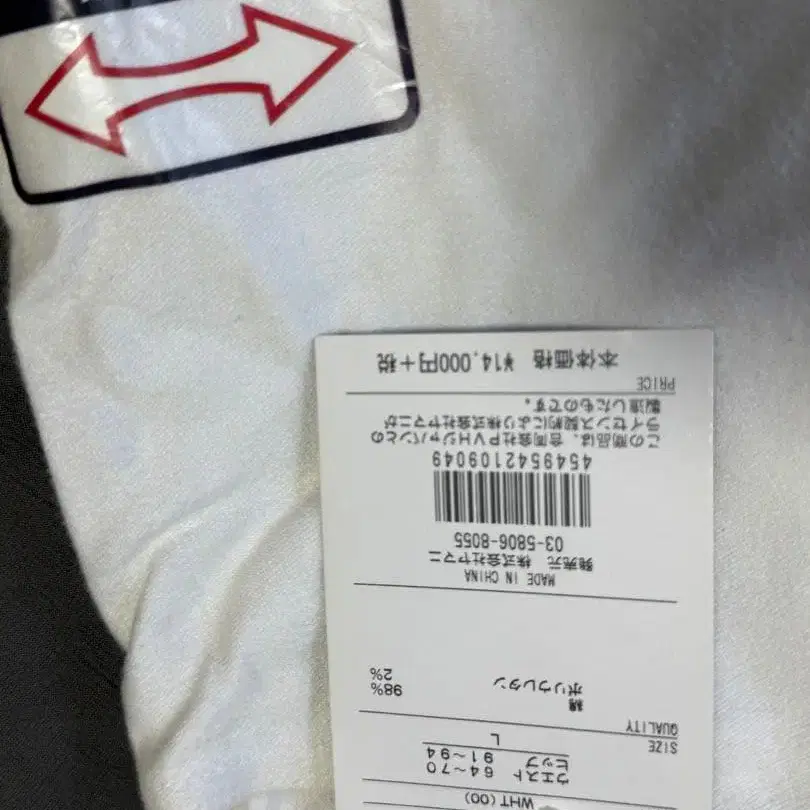 WHT (00)
ウエスト 64~70
ヒップ 91~94
L
SIZE
QUALITY
綿 98%
ポリウレタン 2%
MADE IN CHINA
発売元 株式会社ヤマニ
03-5806-8055
4549542109049
この商品は、合同会社PVHジャパンとの
ライセンス契約により株式会社ヤマニが
製造したものです。
PRICE
本体価格 ¥14,000円+税